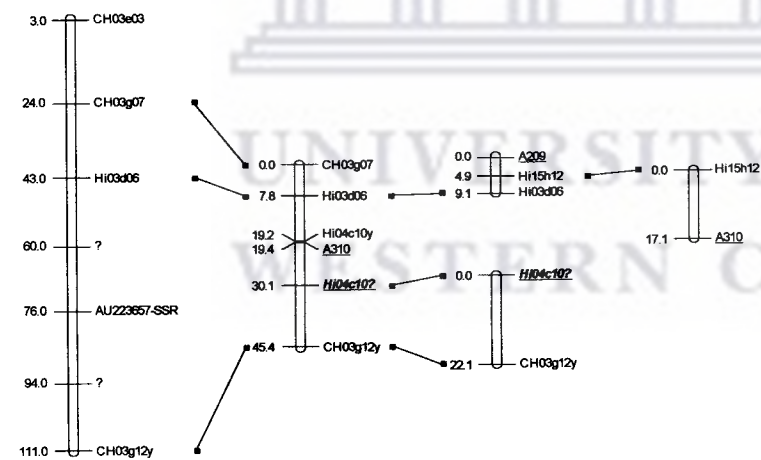 3.0 CH03e03
24.0 CH03g07
43.0 Hi03d06
60.0 ?
76.0 AU223657-SSR
94.0 ?
111.0 CH03g12y
0.0 CH03g07
7.8 Hi03d06
19.2 Hi04c10y
19.4 A310
30.1 Hi04c10?
45.4 CH03g12y
0.0 A209
4.9 Hi15h12
9.1 Hi03d06
0.0 Hi04c10?
22.1 CH03g12y
0.0 Hi15h12
17.1 A310
UNIVERSITY
WESTERN C